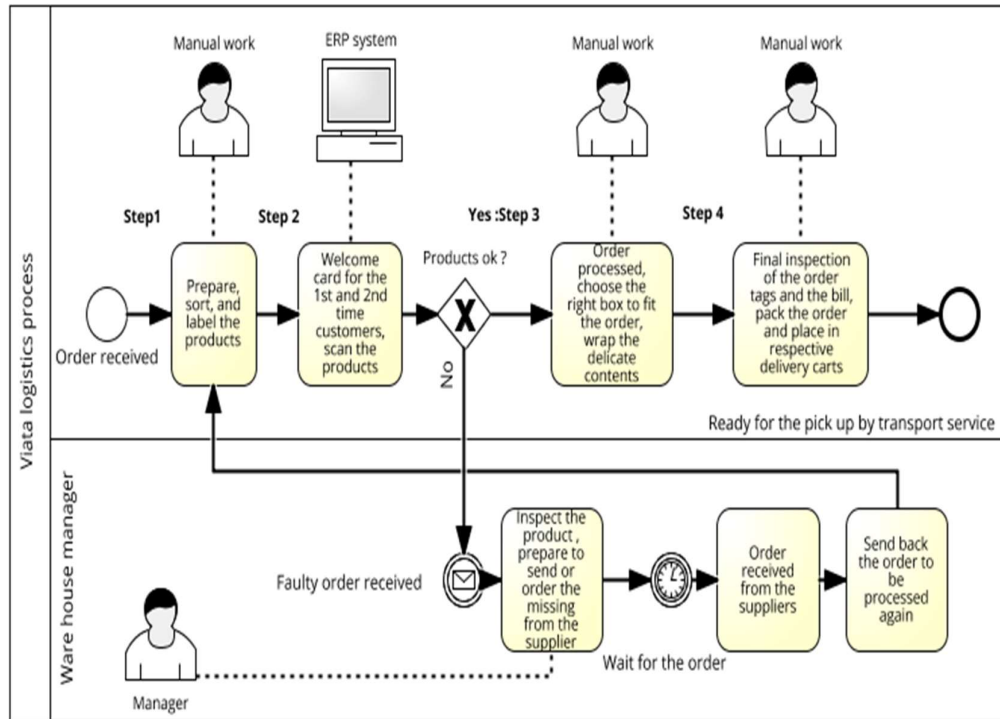 Viata logistics process
Manual work
ERP system
Manual work
Manual work
Step1
Step 2
Yes :Step 3
Step 4
Order received
Prepare,
sort, and
label the
products
Welcome
card for the
1st and 2nd
time
customers,
scan the
products
Products ok ?
X
No
Order
processed,
choose the
right box to fit
the order,
wrap the
delicate
contents
Final inspection
of the order
tags and the bill,
pack the order
and place in
respective
delivery carts
Ready for the pick up by transport service
Ware house manager
Manager
Faulty order received
Inspect the
product ,
prepare to
send or
order the
missing
from the
supplier
Wait for the order
Order
received
from the
suppliers
Send back
the order to
be
processed
again